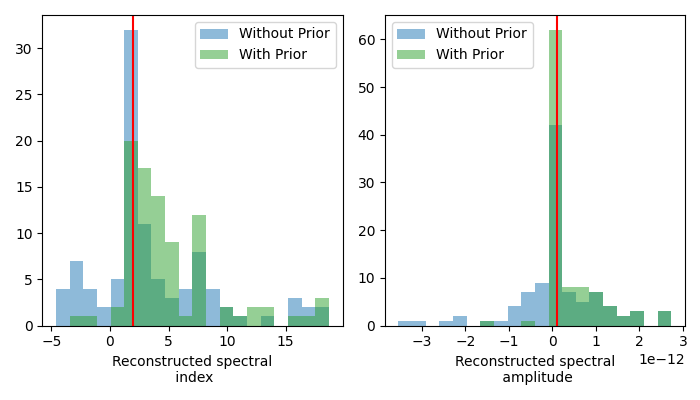 30
25
20
15
10
5
0
−5
0
5
10
15
Reconstructed spectral
index
Without Prior
With Prior
60
50
40
30
20
10
0
−3
−2
−1
0
1
2
3
1e−12
Reconstructed spectral
amplitude
Without Prior
With Prior